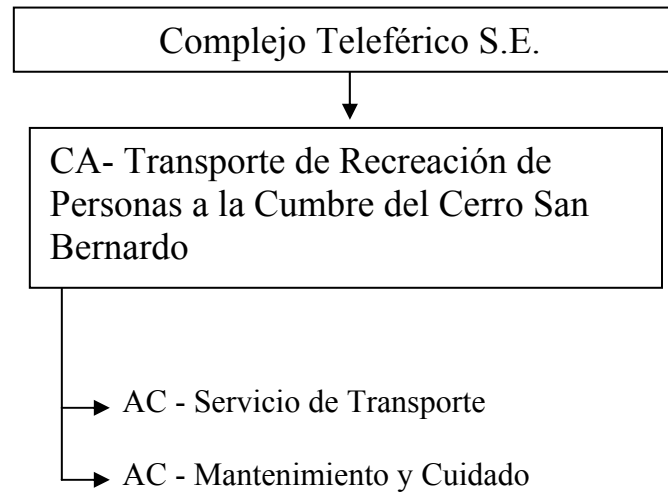 Complejo Teleférico S.E.
CA- Transporte de Recreación de
Personas a la Cumbre del Cerro San
Bernardo
AC - Servicio de Transporte
AC - Mantenimiento y Cuidado